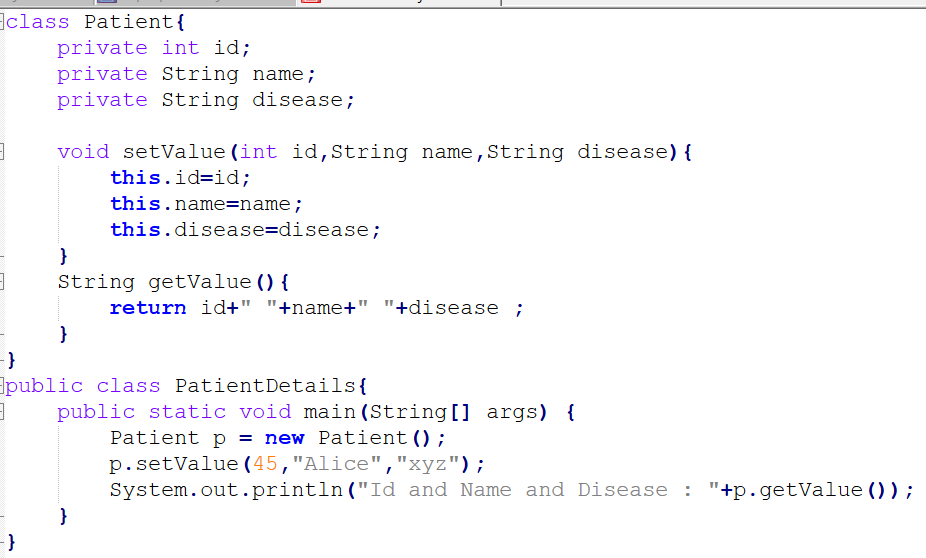 class Patient{
    private int id;
    private String name;
    private String disease;

    void setValue(int id,String name,String disease){
        this.id=id;
        this.name=name;
        this.disease=disease;
    }
    String getValue(){
        return id+" "+name+" "+disease ;
    }
}
public class PatientDetails{
    public static void main(String[] args) {
        Patient p = new Patient();
        p.setValue(45,"Alice","xyz");
        System.out.println("Id and Name and Disease : "+p.getValue());
    }
}